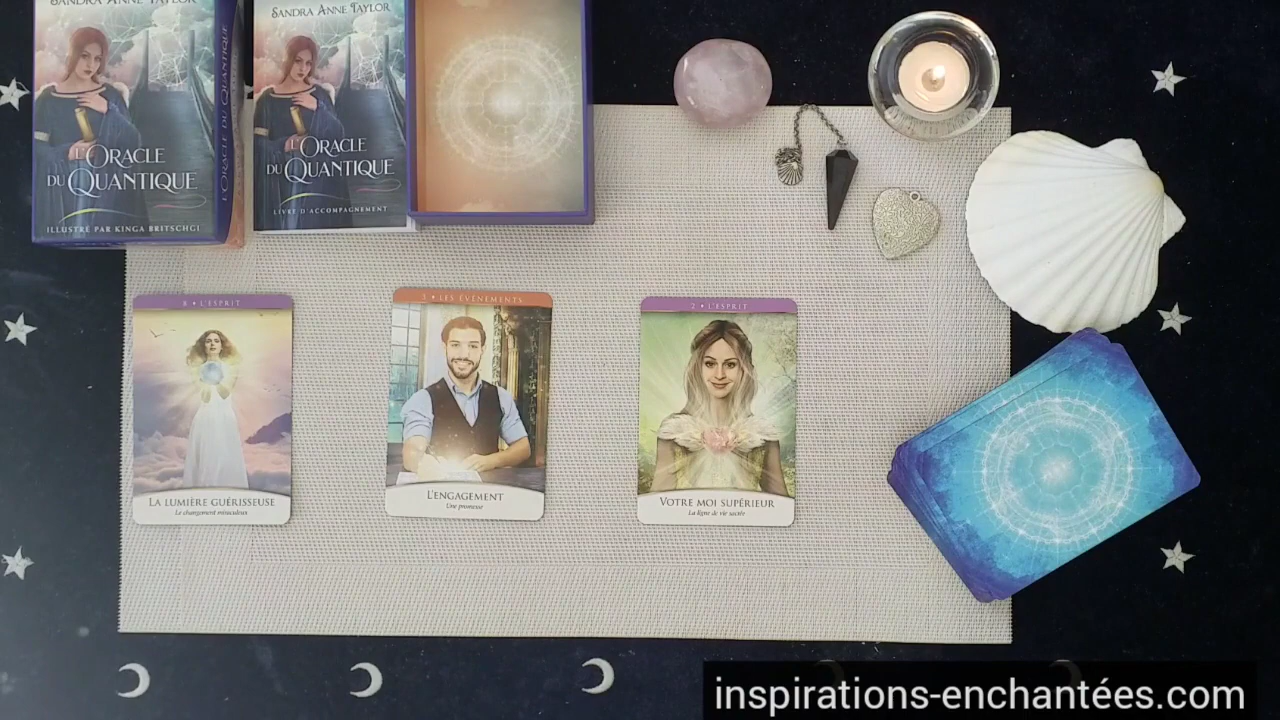 SANDRA ANNE TAYLOR
L'ORACLE
DU QUANTIQUE
ILLUSTRÉ PAR KINGA BRITSCHGI
L'ORACLE DU QUANTIQUE
SANDRA ANNE TAYLOR
L'ORACLE
DU QUANTIQUE
LIVRET D'ACCOMPAGNEMENT
8 • L'ESPRIT
LA LUMIÈRE GUÉRISSEUSE
Le changement miraculeux
LES ÉVÉNEMENTS
L'ENGAGEMENT
Une promesse
2 • L'ESPRIT
VOTRE MOI SUPÉRIEUR
La ligne de vie sacrée
inspirations-enchantées.com